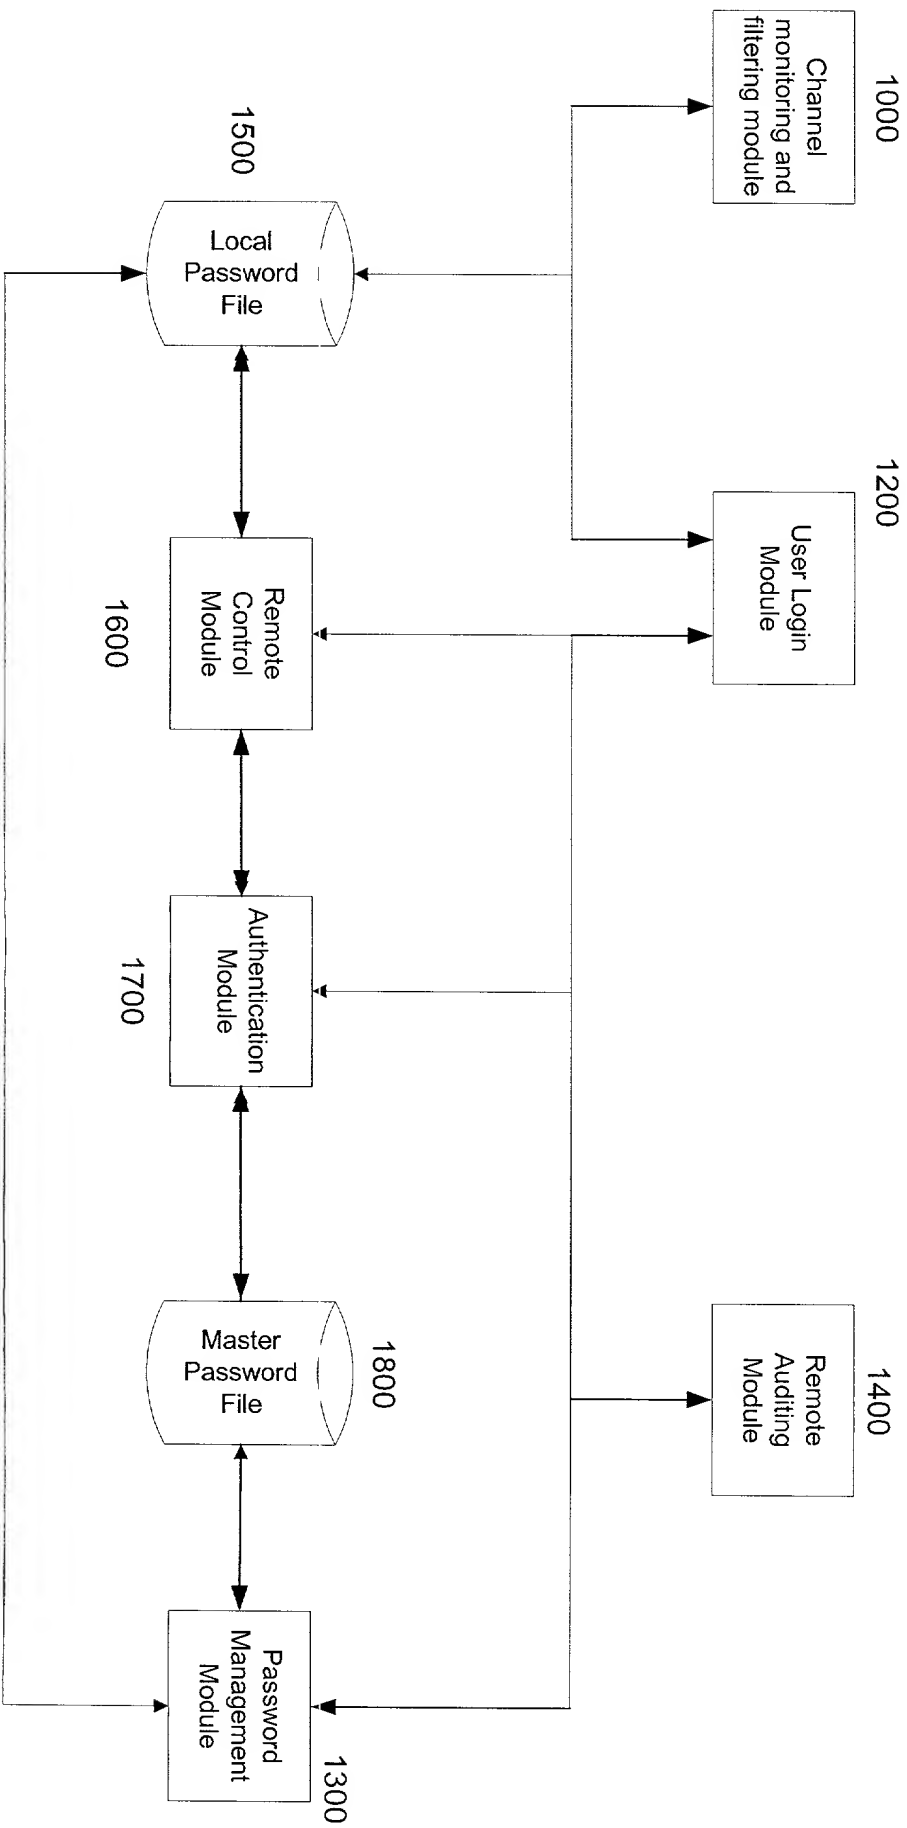 1000
Channel
monitoring and
filtering module
1200
User Login
Module
1400
Remote
Auditing
Module
1500
Local
Password
File
Remote
Control
Module
1600
Authentication
Module
1700
1800
Master
Password
File
Password
Management
Module
1300